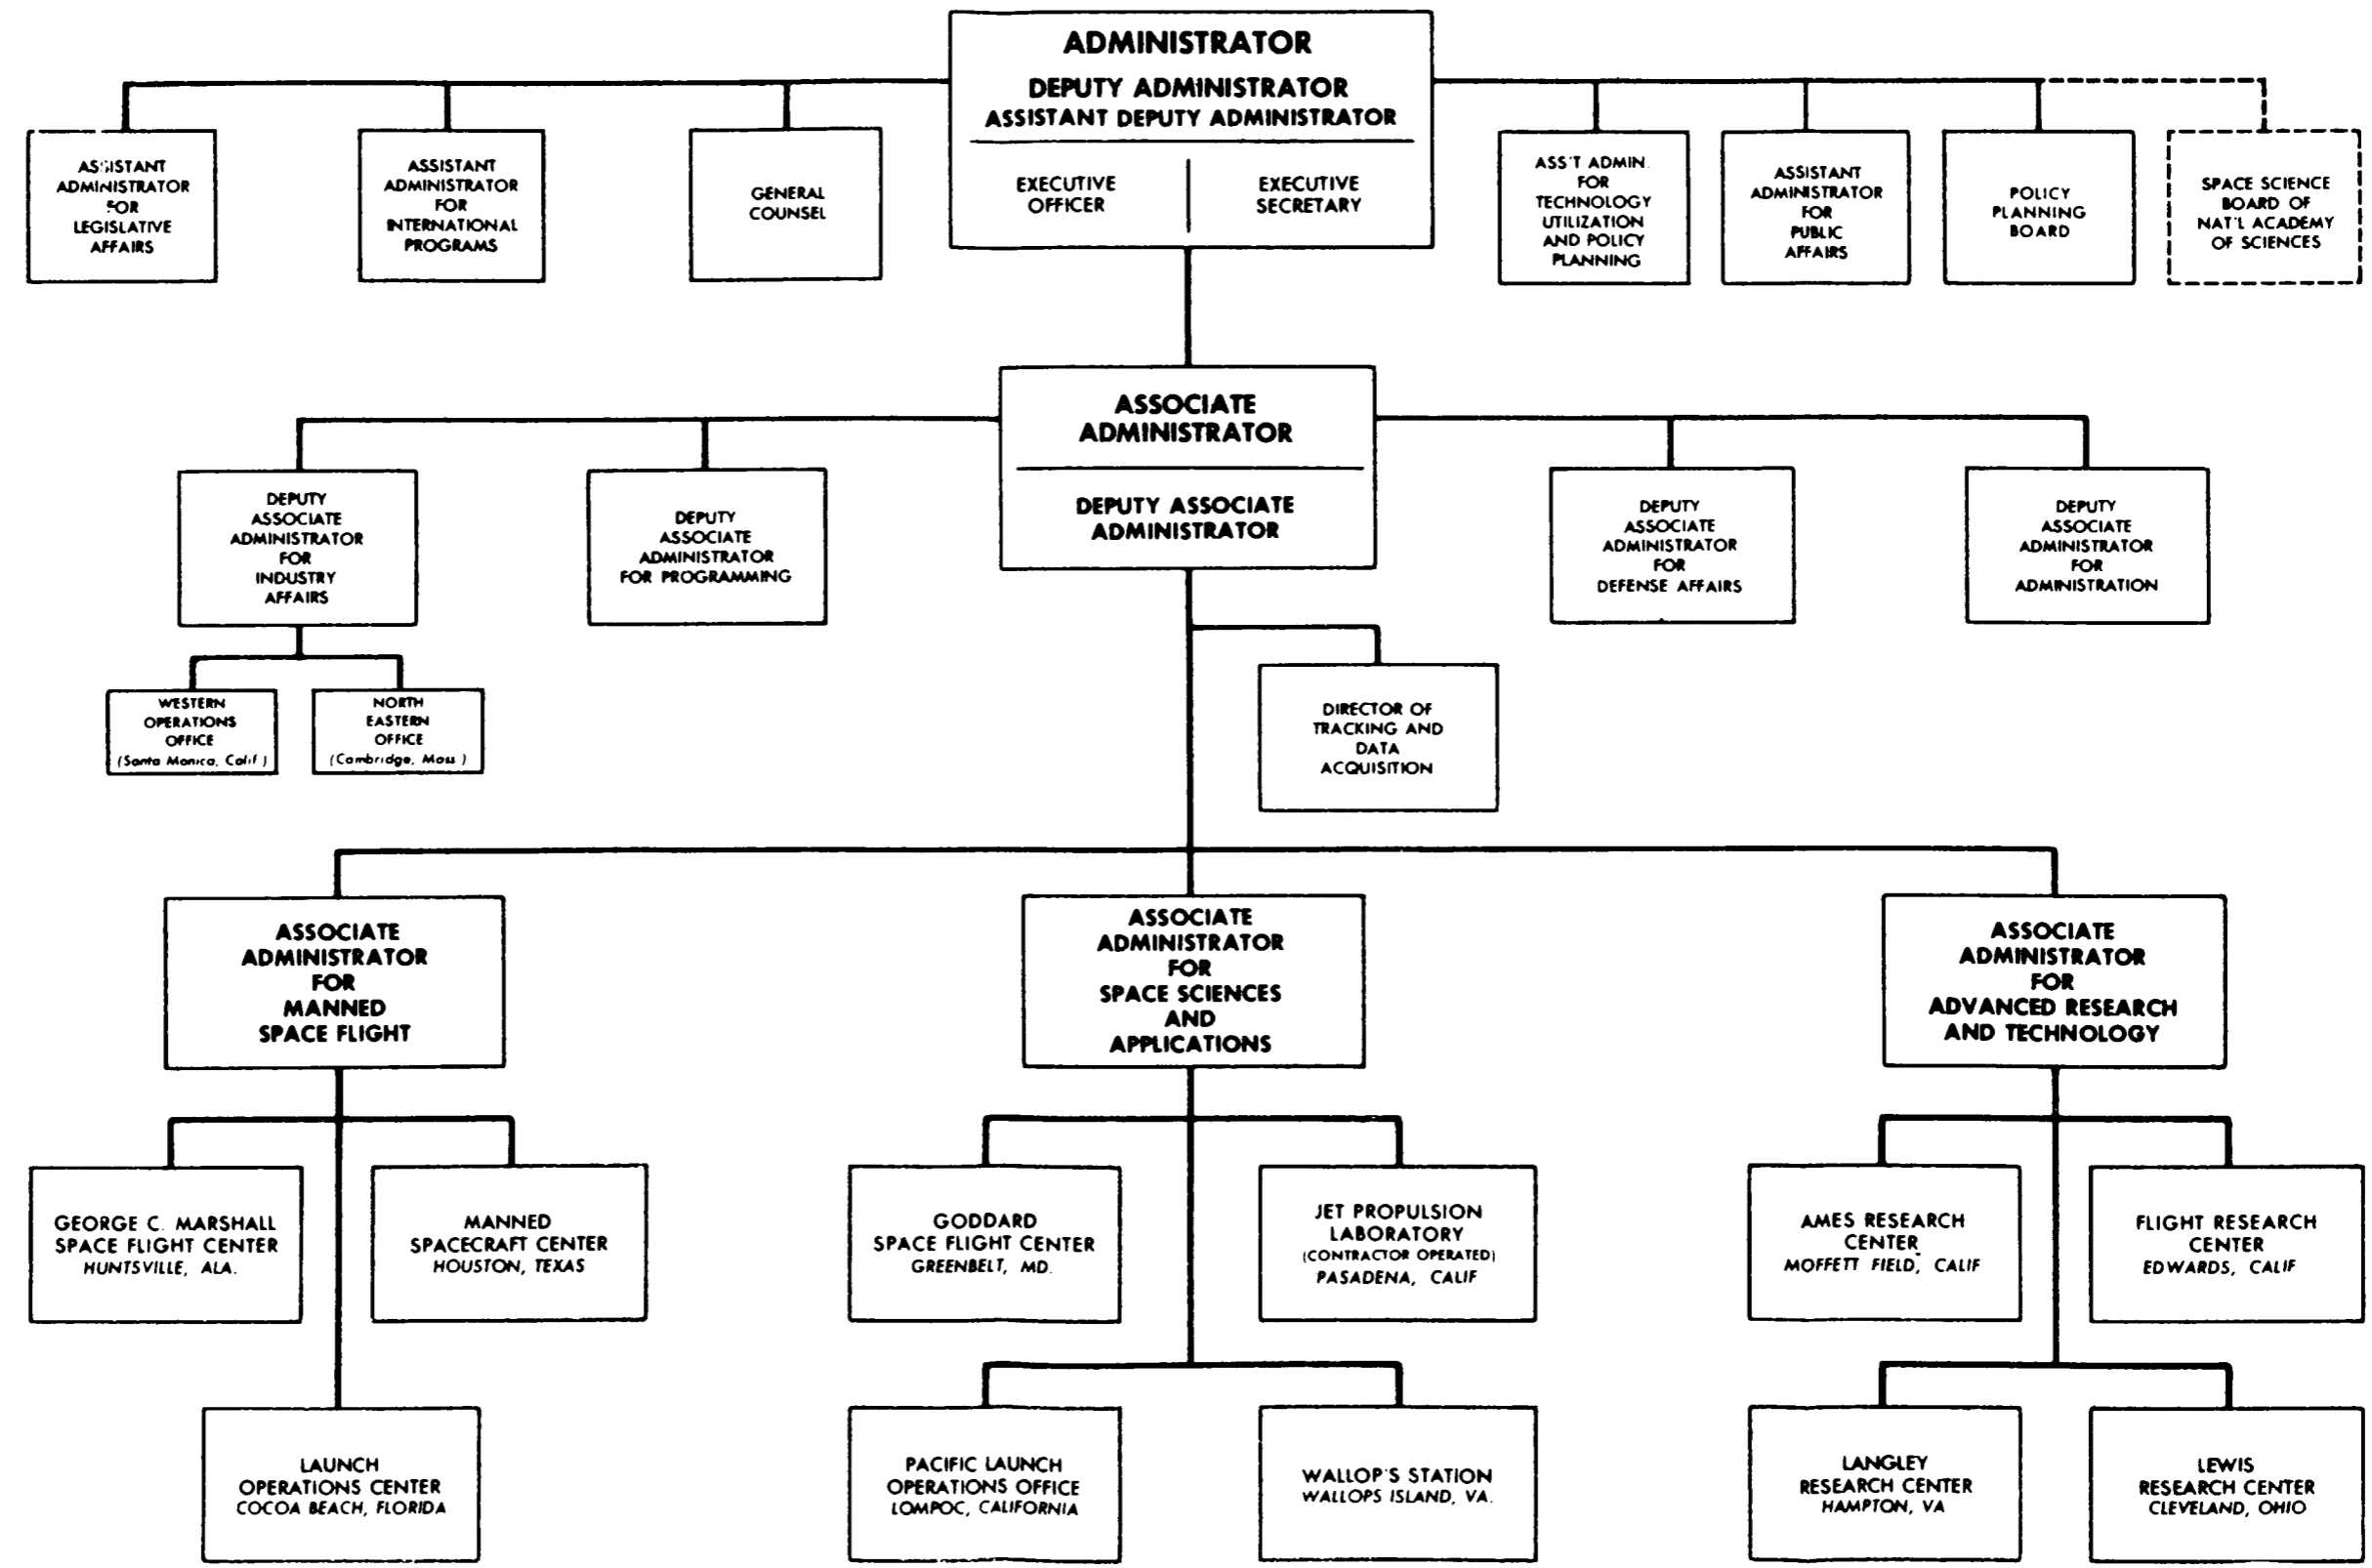 ADMINISTRATOR
DEPUTY ADMINISTRATOR
ASSISTANT DEPUTY ADMINISTRATOR
EXECUTIVE
OFFICER
EXECUTIVE
SECRETARY
ASSISTANT
ADMINISTRATOR
FOR
LEGISLATIVE
AFFAIRS
ASSISTANT
ADMINISTRATOR
FOR
INTERNATIONAL
PROGRAMS
GENERAL
COUNSEL
ASS'T ADMIN.
FOR
TECHNOLOGY
UTILIZATION
AND POLICY
PLANNING
ASSISTANT
ADMINISTRATOR
FOR
PUBLIC
AFFAIRS
POLICY
PLANNING
BOARD
SPACE SCIENCE
BOARD OF
NAT'L ACADEMY
OF SCIENCES
ASSOCIATE
ADMINISTRATOR
DEPUTY ASSOCIATE
ADMINISTRATOR
DEPUTY
ASSOCIATE
ADMINISTRATOR
FOR
INDUSTRY
AFFAIRS
DEPUTY
ASSOCIATE
ADMINISTRATOR
FOR PROGRAMMING
DEPUTY
ASSOCIATE
ADMINISTRATOR
FOR
DEFENSE AFFAIRS
DEPUTY
ASSOCIATE
ADMINISTRATOR
FOR
ADMINISTRATION
WESTERN
OPERATIONS
OFFICE
(Santa Monica, Calif)
NORTH
EASTERN
OFFICE
(Cambridge, Mass)
DIRECTOR OF
TRACKING AND
DATA
ACQUISITION
ASSOCIATE
ADMINISTRATOR
FOR
MANNED
SPACE FLIGHT
ASSOCIATE
ADMINISTRATOR
FOR
SPACE SCIENCES
AND
APPLICATIONS
ASSOCIATE
ADMINISTRATOR
FOR
ADVANCED RESEARCH
AND TECHNOLOGY
GEORGE C. MARSHALL
SPACE FLIGHT CENTER
HUNTSVILLE, ALA.
MANNED
SPACECRAFT CENTER
HOUSTON, TEXAS
GODDARD
SPACE FLIGHT CENTER
GREENBELT, MD.
JET PROPULSION
LABORATORY
(CONTRACTOR OPERATED)
PASADENA, CALIF
AMES RESEARCH
CENTER
MOFFETT FIELD, CALIF
FLIGHT RESEARCH
CENTER
EDWARDS, CALIF
LAUNCH
OPERATIONS CENTER
COCOA BEACH, FLORIDA
PACIFIC LAUNCH
OPERATIONS OFFICE
LOMPOC, CALIFORNIA
WALLOP'S STATION
WALLOPS ISLAND, VA.
LANGLEY
RESEARCH CENTER
HAMPTON, VA
LEWIS
RESEARCH CENTER
CLEVELAND, OHIO